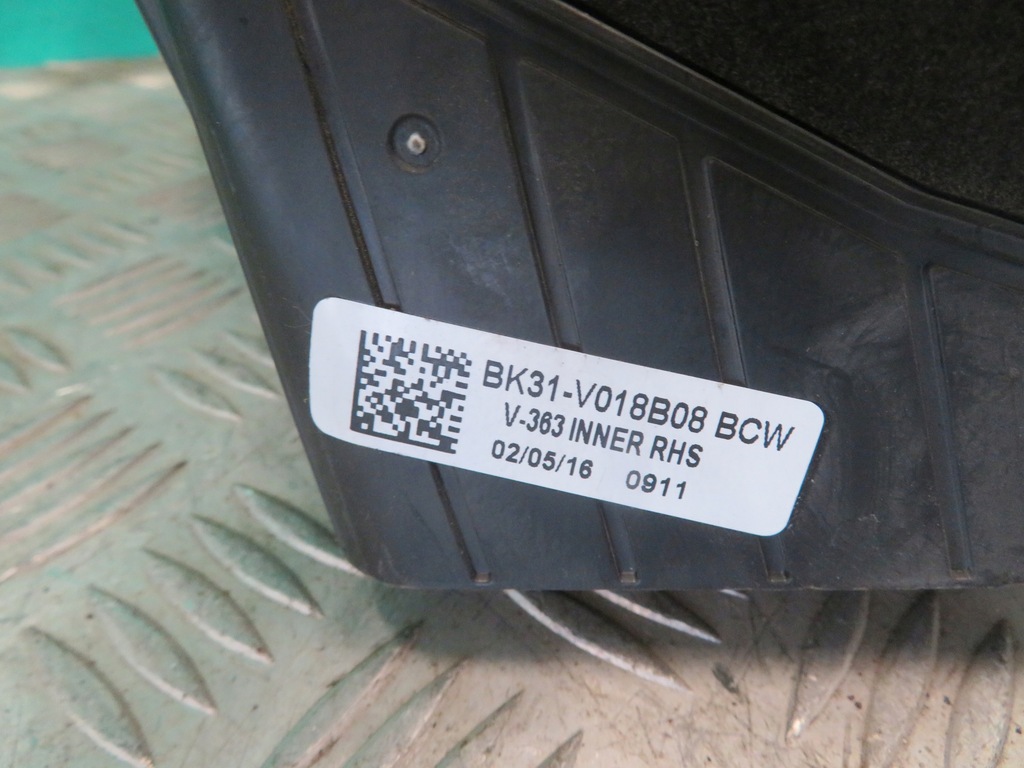 BK31-V018B08 BCW
V-363 INNER RHS
02/05/16 0911